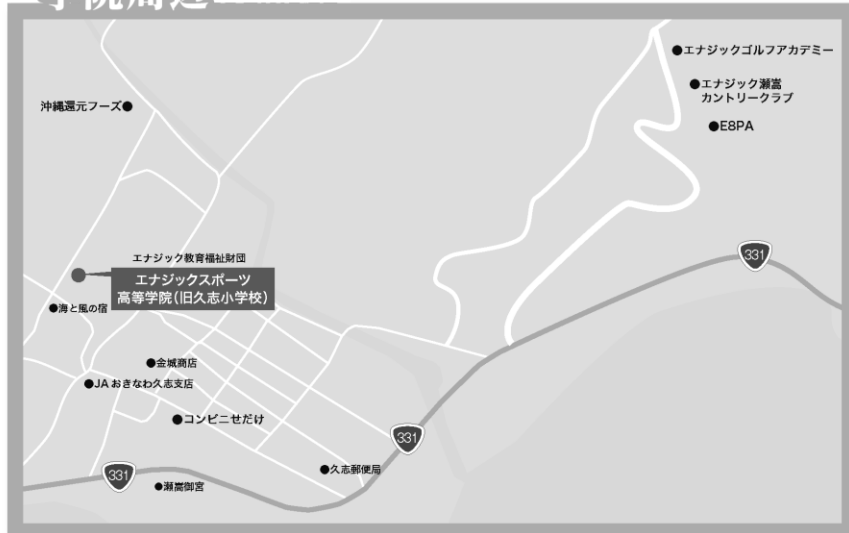 エナジックゴルフアカデミー
エナジック瀬嵩
カントリークラブ
E8PA
沖縄還元フーズ
331
エナジック教育福祉財団
エナジックスポーツ
高等学院(旧久志小学校)
海と風の宿
金城商店
JAおきなわ久志支店
コンビニせだけ
331
久志郵便局
331
瀬嵩御宮